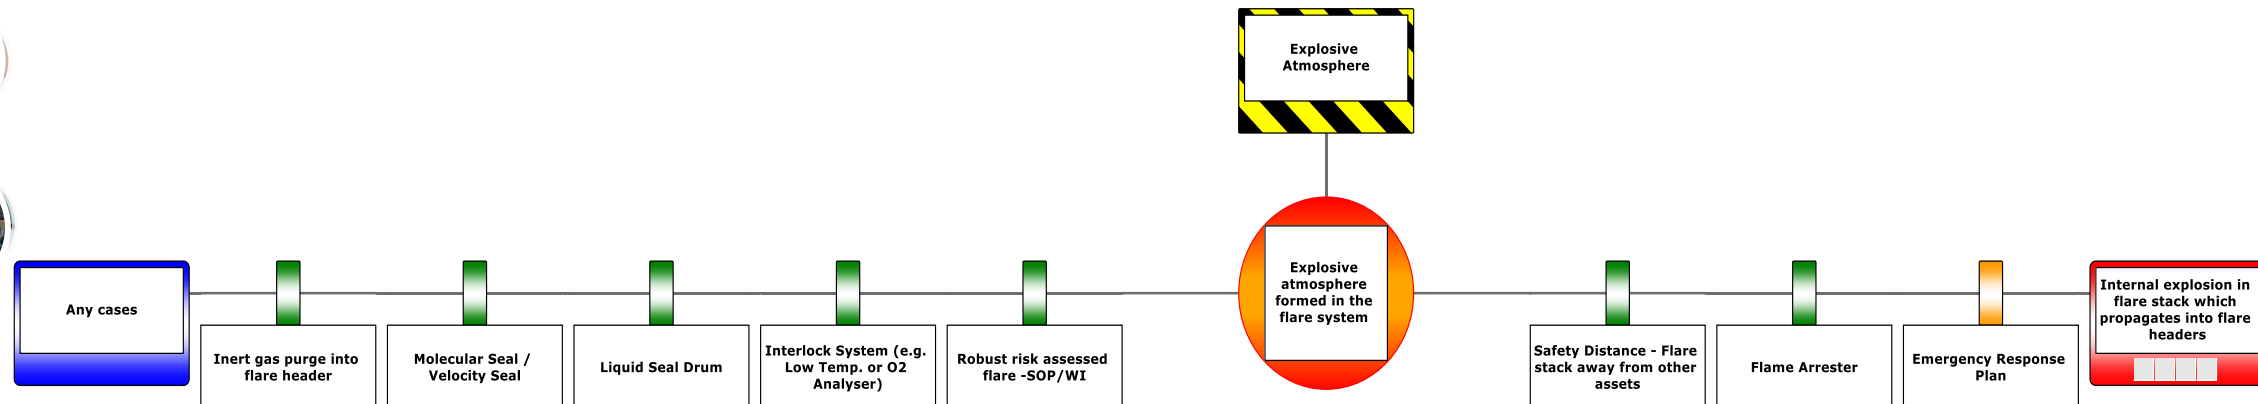 Explosive
Atmosphere
Explosive
atmosphere
formed in the
flare system
Any cases
Inert gas purge into
flare header
Molecular Seal /
Velocity Seal
Liquid Seal Drum
Interlock System (e.g.
Low Temp. or O2
Analyser)
Robust risk assessed
flare -SOP/WI
Safety Distance - Flare
stack away from other
assets
Flame Arrester
Emergency Response
Plan
Internal explosion in
flare stack which
propagates into flare
headers